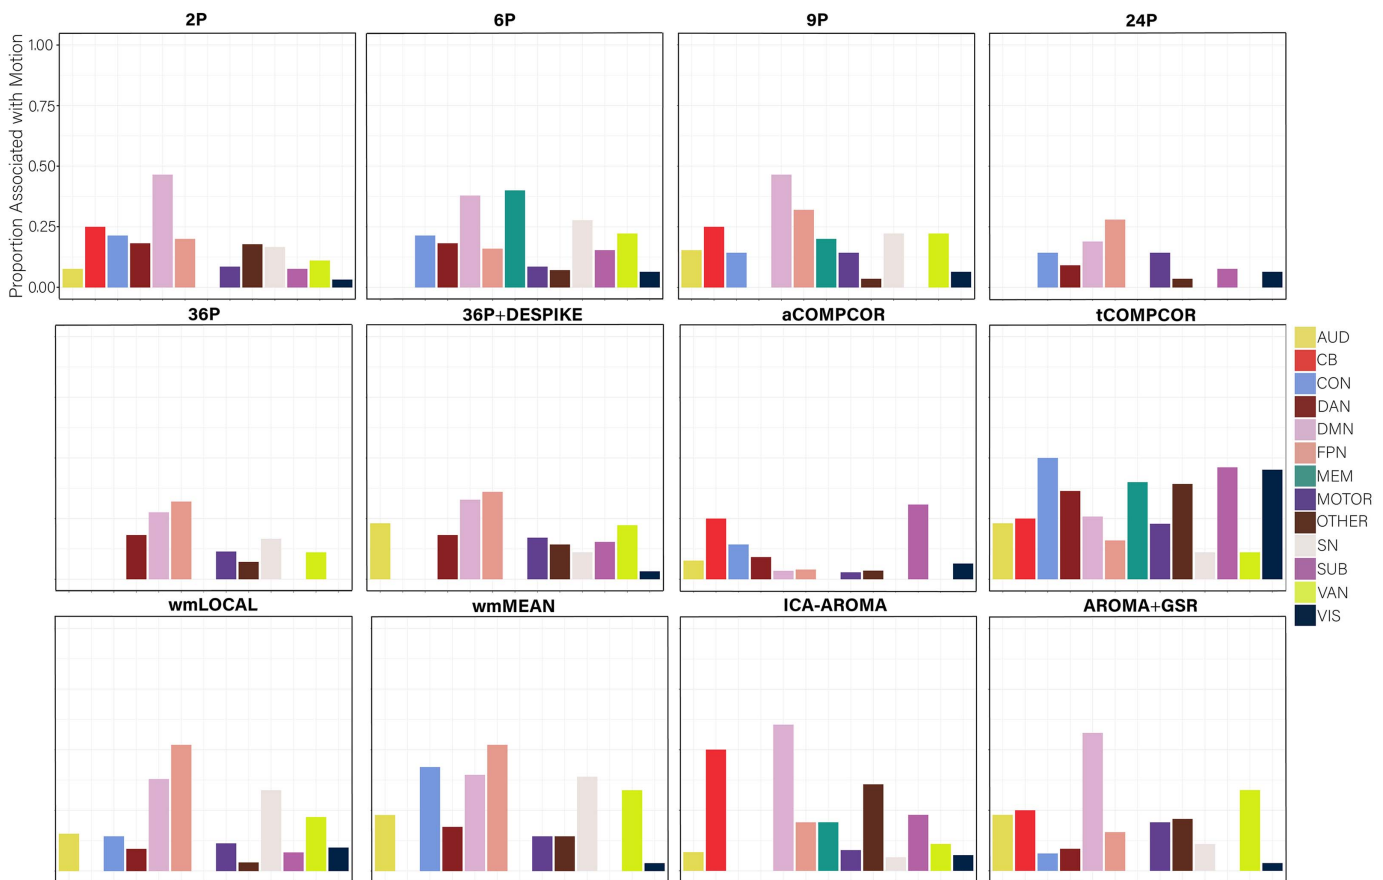 2P 6P 9P 24P
Proportion Associated with Motion
1.00
0.75
0.50
0.25
0.00
36P 36P+DESPIKE aCOMPCOR tCOMPCOR
AUD
CB
CON
DAN
DMN
FPN
MEM
MOTOR
OTHER
SN
SUB
VAN
VIS
wmLOCAL wmMEAN ICA-AROMA AROMA+GSR